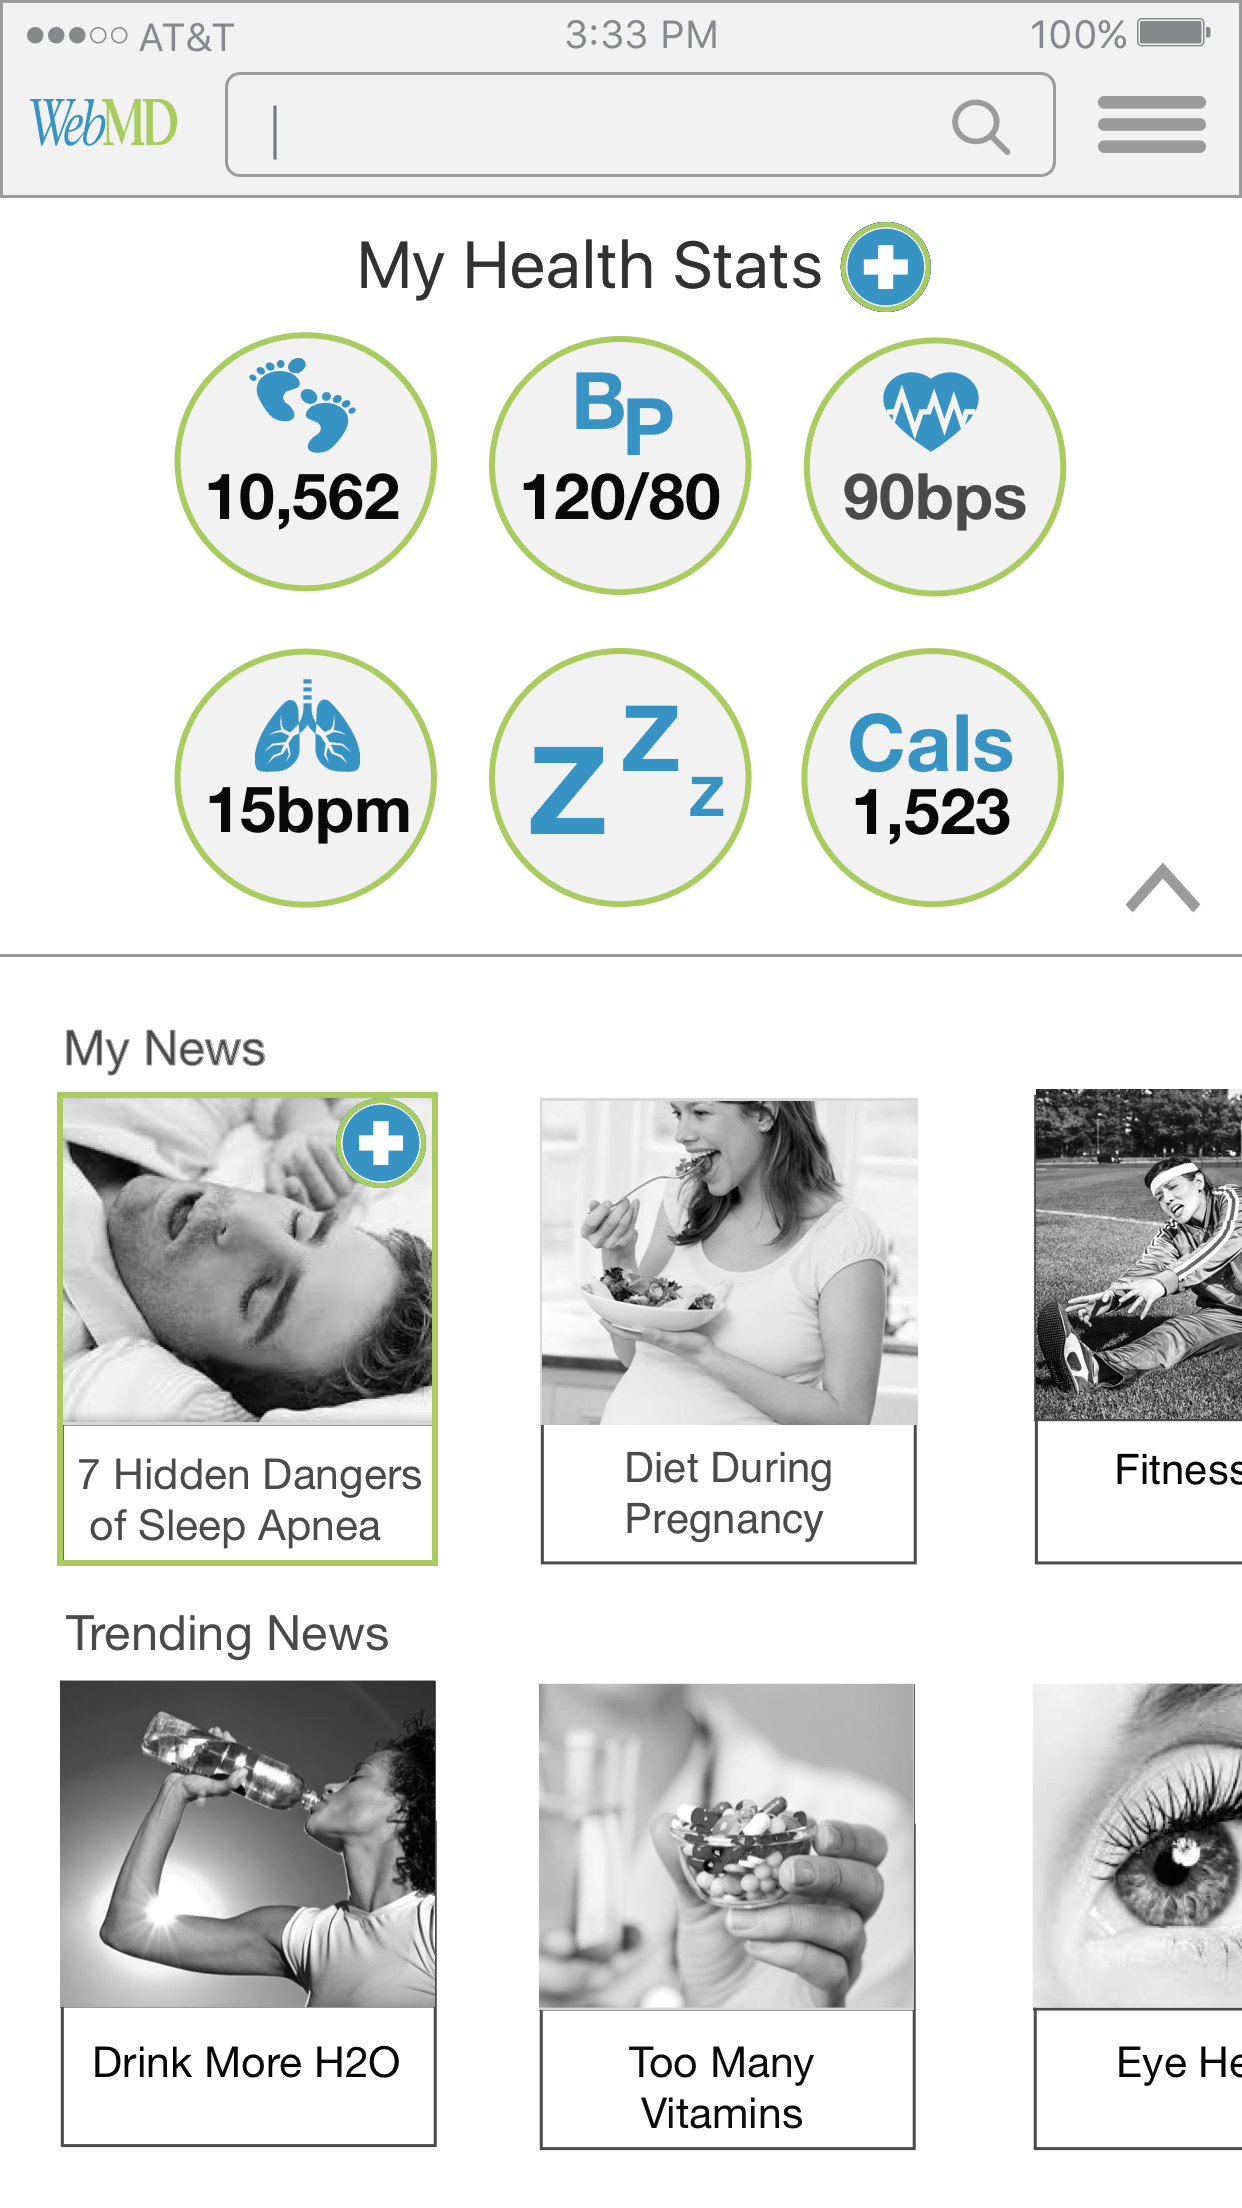 AT&T 3:33 PM 100%
WebMD
My Health Stats
10,562
BP
120/80
90bps
15bpm
Z Z Z
Cals
1,523
My News
7 Hidden Dangers
of Sleep Apnea
Diet During
Pregnancy
Fitness
Trending News
Drink More H2O
Too Many
Vitamins
Eye He